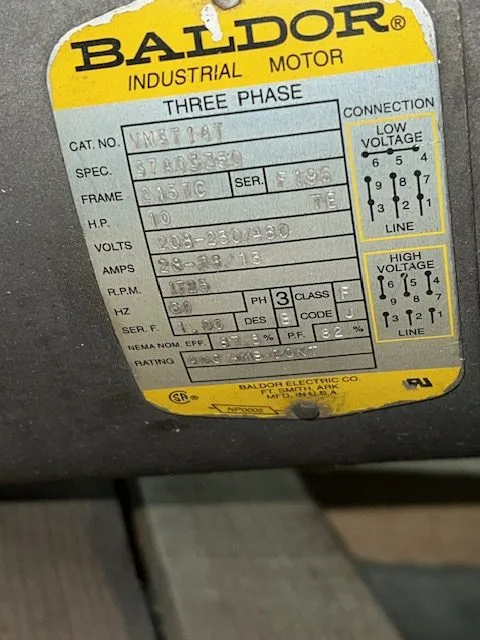 BALDOR®
INDUSTRIAL MOTOR
THREE PHASE
CAT. NO. VM3714T
SPEC.
FRAME 215TC SER. F195
H.P. 10 TE
VOLTS 208-230/460
AMPS 28-26/13
R.P.M. 1725
HZ 60 PH 3 CLASS F
SER. F. 1.00 DES B CODE J
NEMA NOM. EFF. % P.F. 82 %
RATING 40C AMB-CONT
CONNECTION
LOW
VOLTAGE
6 5 4
9 8 7
3 2 1
LINE
HIGH
VOLTAGE
6 5 4
9 8 7
3 2 1
LINE
BALDOR ELECTRIC CO.
FT. SMITH, ARK.
MFD. IN U.S.A.
NP0005